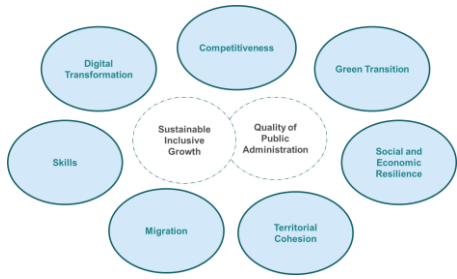 Competitiveness
Digital
Transformation
Green Transition
Sustainable
Inclusive
Growth
Quality of
Public
Administration
Skills
Social and
Economic
Resilience
Migration
Territorial
Cohesion